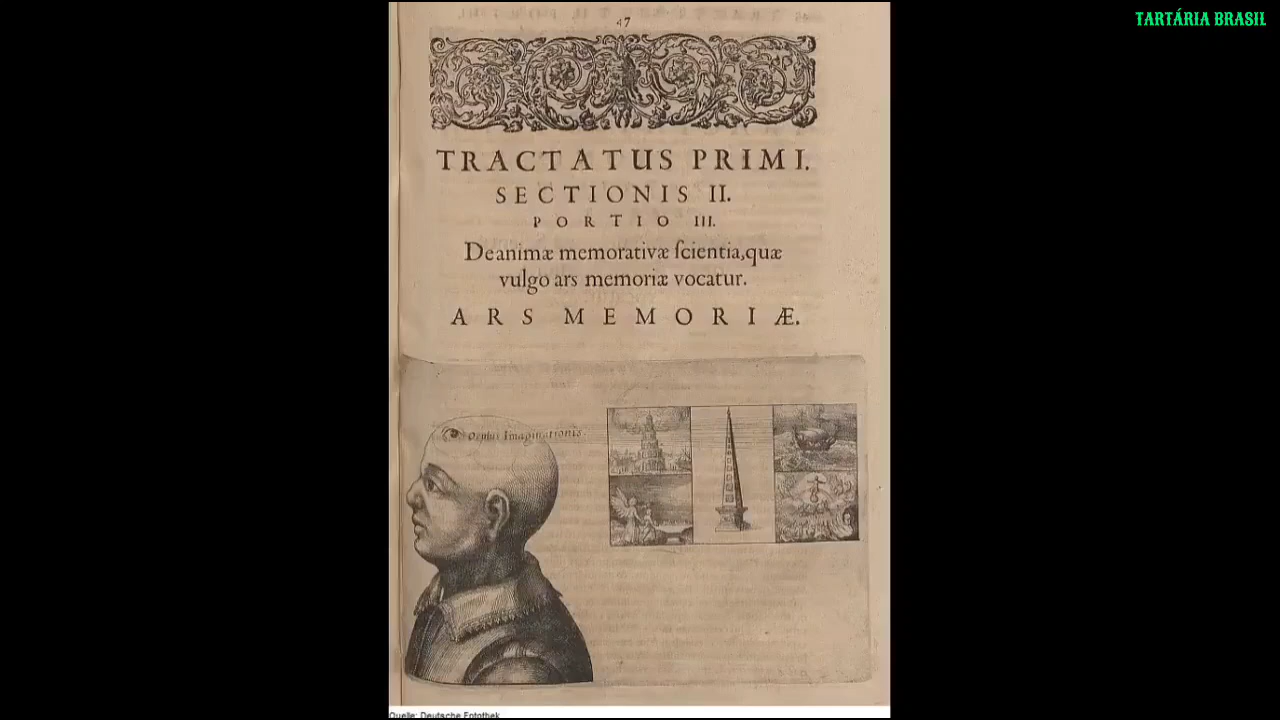 TARTÁRIA BRASIL
47
TRACTATUS PRIMI.
SECTIONIS II.
PORTIO III.
De animæ memorativæ ſcientia, quæ
vulgo ars memoriæ vocatur.
ARS MEMORIÆ.
Oculus Imaginationis.
Quelle: Deutsche Fotothek